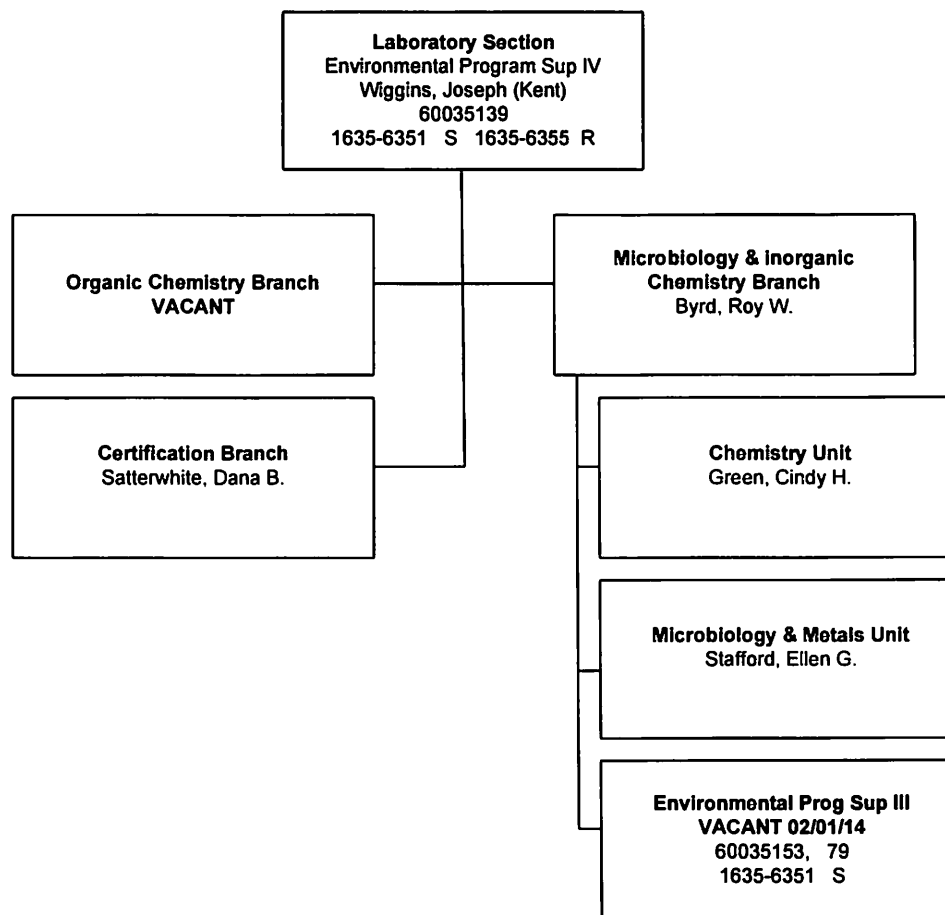 Laboratory Section
Environmental Program Sup IV
Wiggins, Joseph (Kent)
60035139
1635-6351 S 1635-6355 R
Organic Chemistry Branch
VACANT
Microbiology & inorganic
Chemistry Branch
Byrd, Roy W.
Certification Branch
Satterwhite, Dana B.
Chemistry Unit
Green, Cindy H.
Microbiology & Metals Unit
Stafford, Ellen G.
Environmental Prog Sup III
VACANT 02/01/14
60035153, 79
1635-6351 S